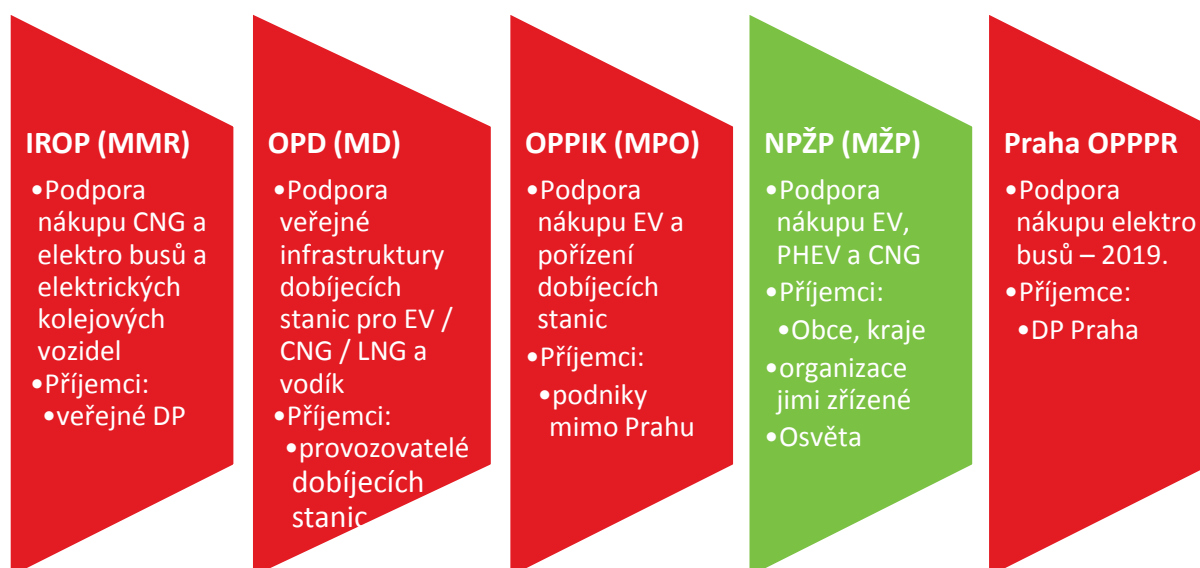 IROP (MMR)
•Podpora
nákupu CNG a
elektro busů a
elektrických
kolejových
vozidel
•Příjemci:
•veřejné DP
OPD (MD)
•Podpora
veřejné
infrastruktury
dobíjecích
stanic pro EV /
CNG / LNG a
vodík
•Příjemci:
•provozovatelé
dobíjecích
stanic
OPPIK (MPO)
•Podpora
nákupu EV a
pořízení
dobíjecích
stanic
•Příjemci:
•podniky
mimo Prahu
NPŽP (MŽP)
•Podpora
nákupu EV,
PHEV a CNG
•Příjemci:
•Obce, kraje
•organizace
jimi zřízené
•Osvěta
Praha OPPPR
•Podpora
nákupu elektro
busů – 2019.
•Příjemce:
•DP Praha